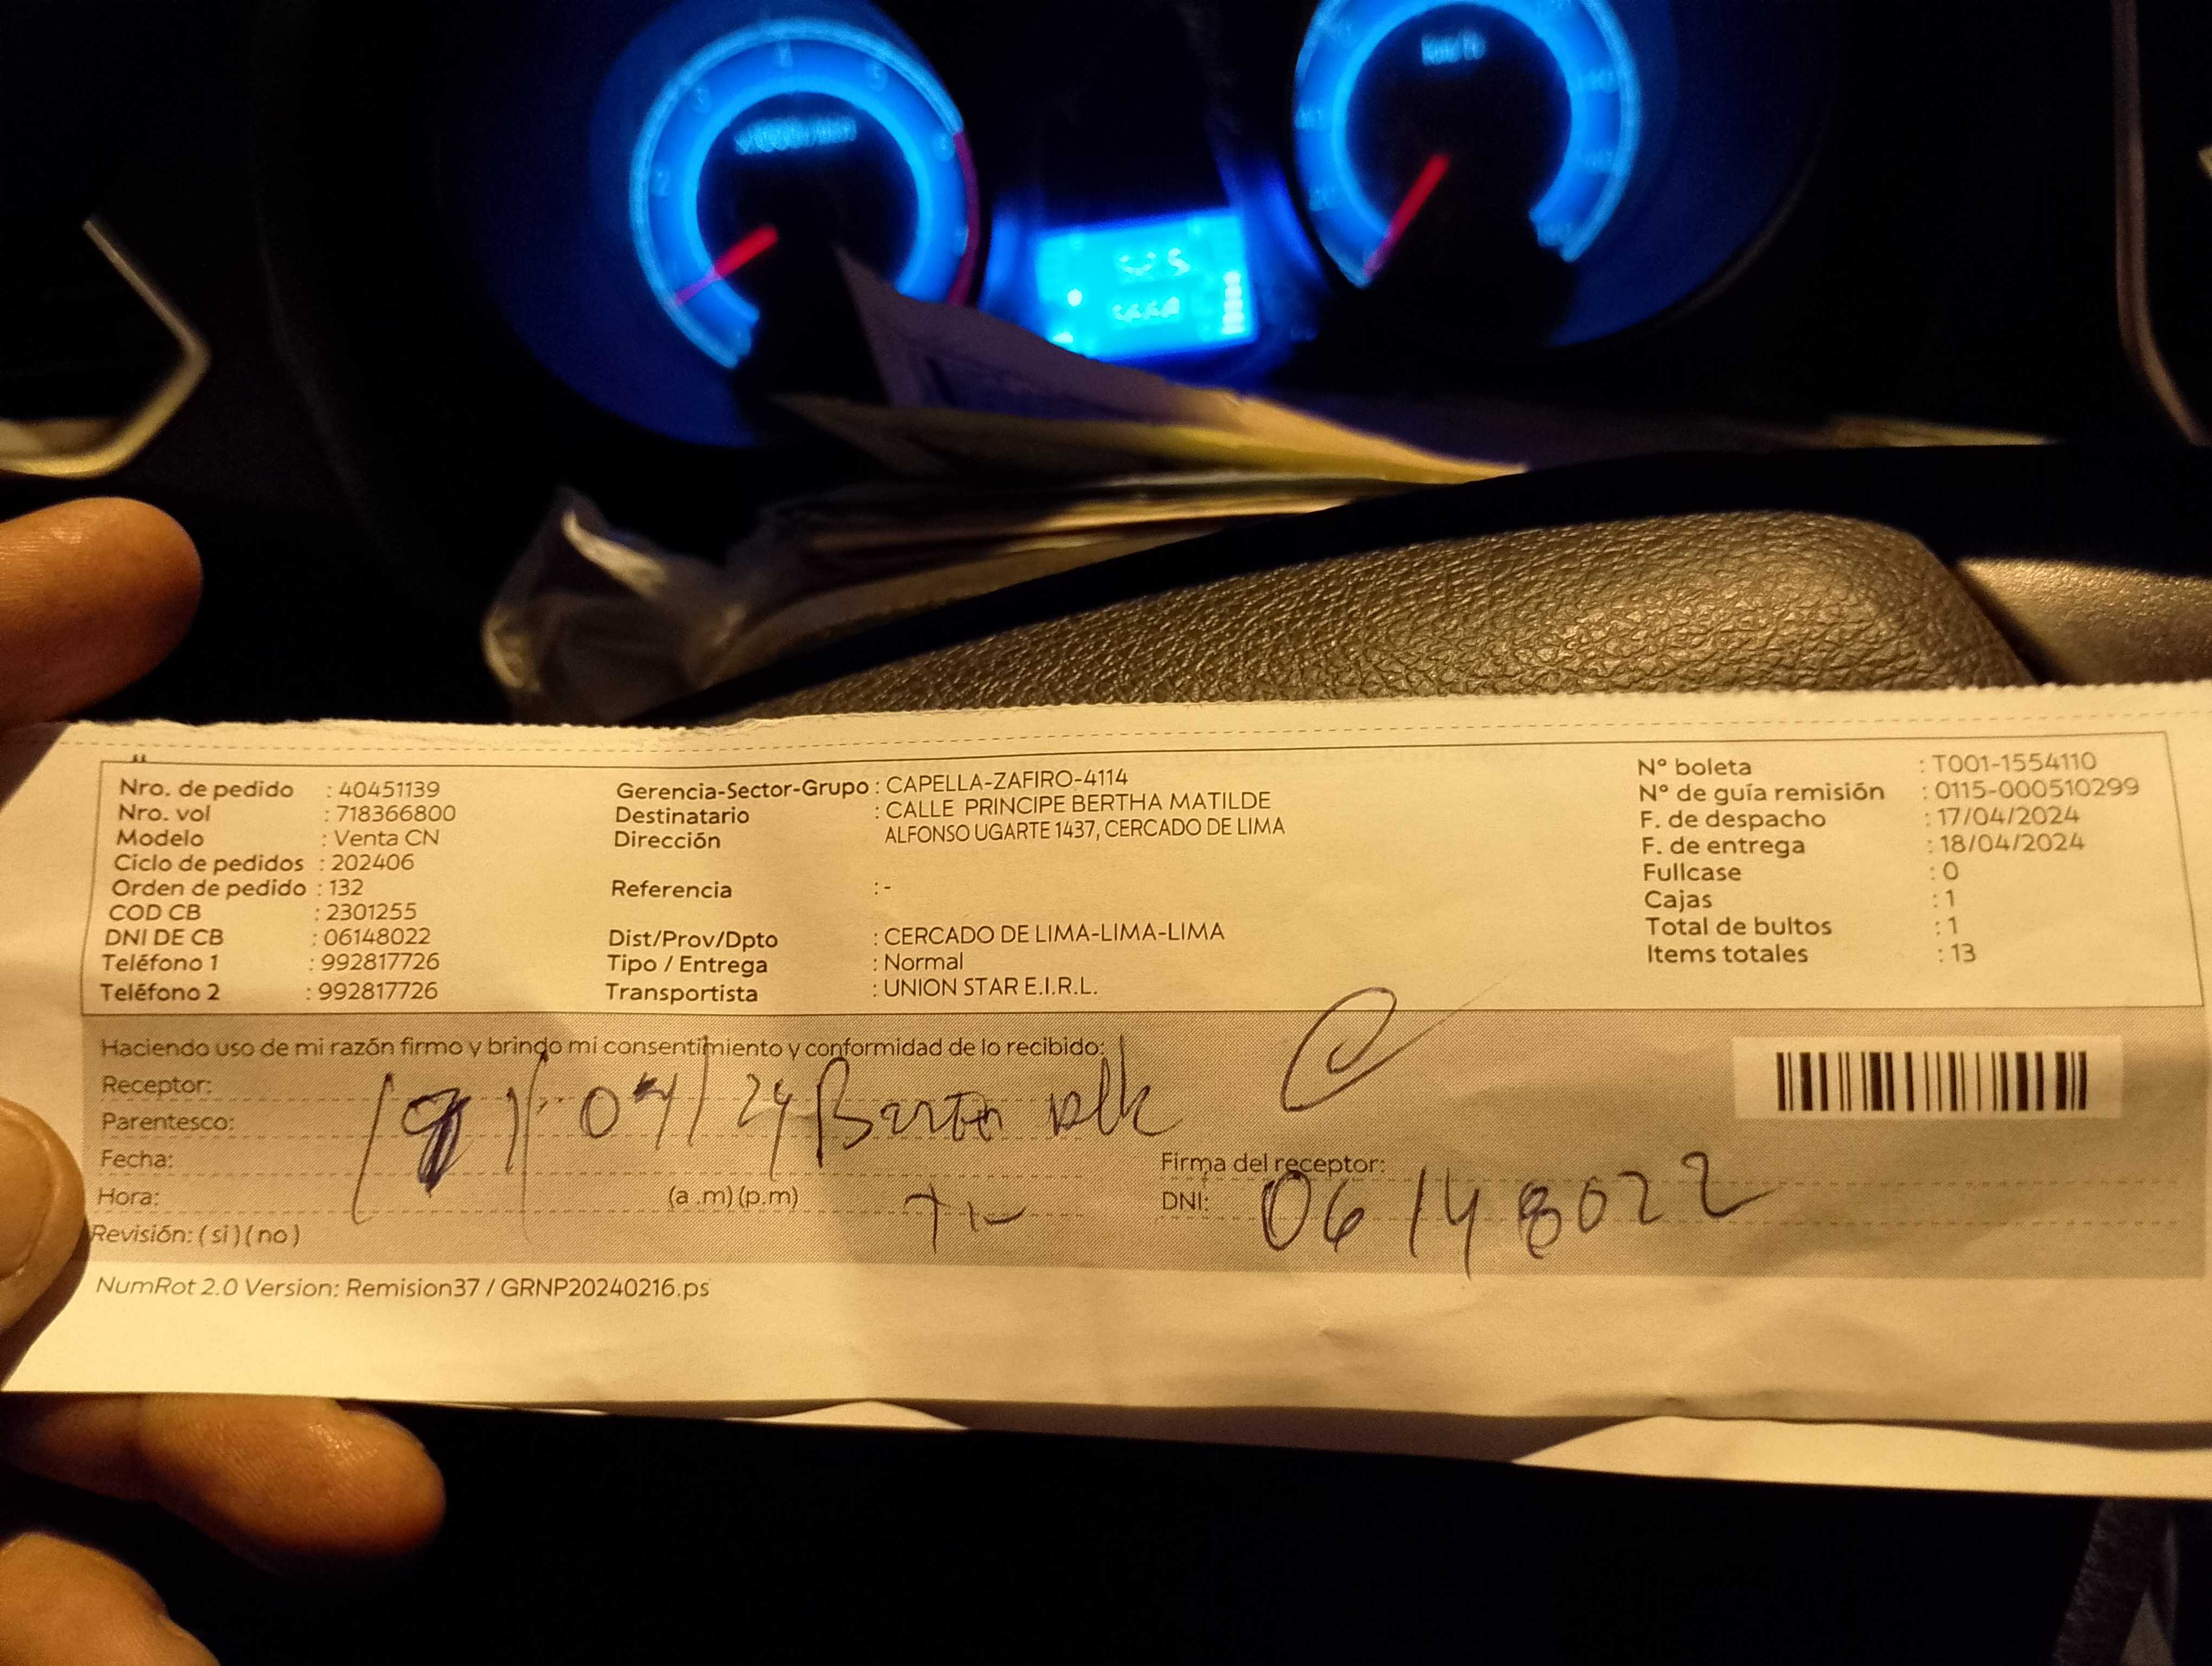 Nro. de pedido : 40451139
Nro. vol : 718366800
Modelo : Venta CN
Ciclo de pedidos : 202406
Orden de pedido : 132
COD CB : 2301255
DNI DE CB : 06148022
Teléfono 1 : 992817726
Teléfono 2 : 992817726
Gerencia-Sector-Grupo : CAPELLA-ZAFIRO-4114
Destinatario : CALLE PRINCIPE BERTHA MATILDE
Dirección ALFONSO UGARTE 1437, CERCADO DE LIMA
Referencia : -
Dist/Prov/Dpto : CERCADO DE LIMA-LIMA-LIMA
Tipo / Entrega : Normal
Transportista : UNION STAR E.I.R.L.
N° boleta : T001-1554110
N° de guía remisión : 0115-000510299
F. de despacho : 17/04/2024
F. de entrega : 18/04/2024
Fullcase : 0
Cajas : 1
Total de bultos : 1
Items totales : 13
Haciendo uso de mi razón firmo y brindo mi consentimiento y conformidad de lo recibido:
Receptor:
Parentesco:
Fecha:
Hora: (a .m) (p.m)
Revisión: ( si ) ( no )
Firma del receptor:
DNI: 06148022
NumRot 2.0 Version: Remision37 / GRNP20240216.ps